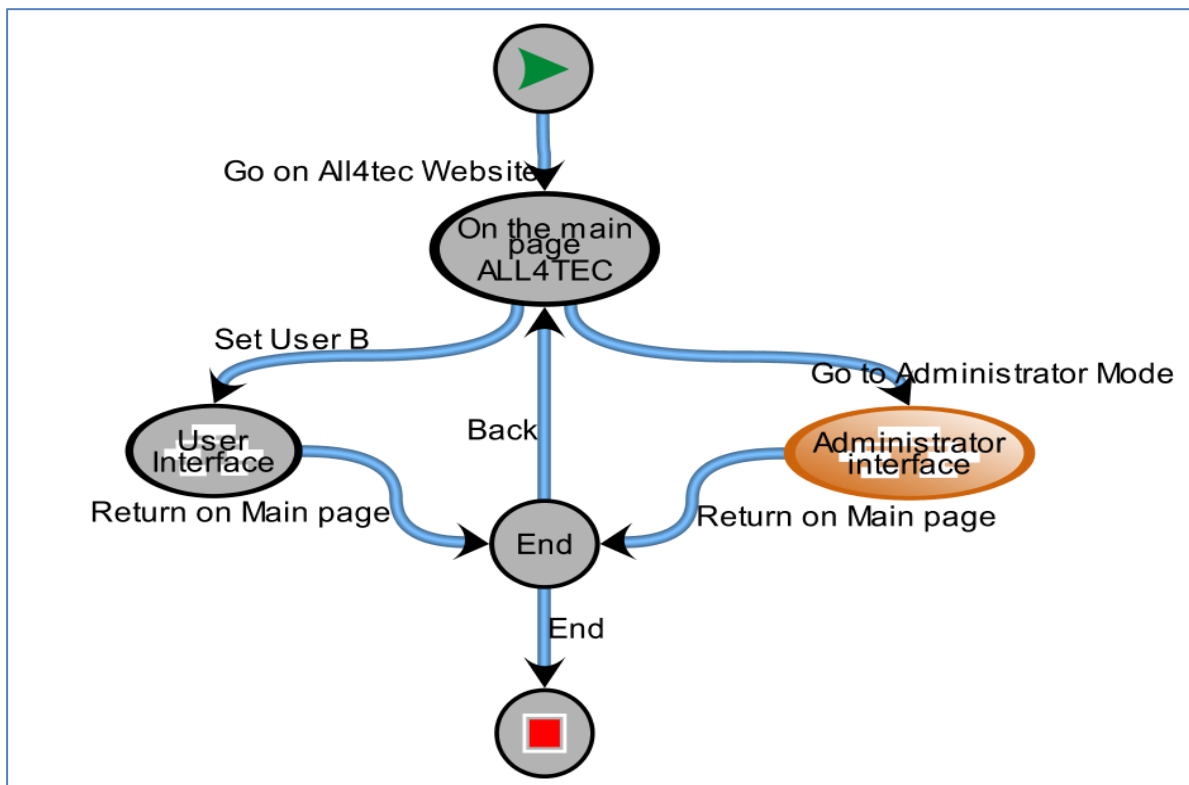 Go on All4tec Website
On the main
page
ALL4TEC
Set User B
Go to Administrator Mode
Back
User
Interface
Administrator
interface
Return on Main page
Return on Main page
End
End